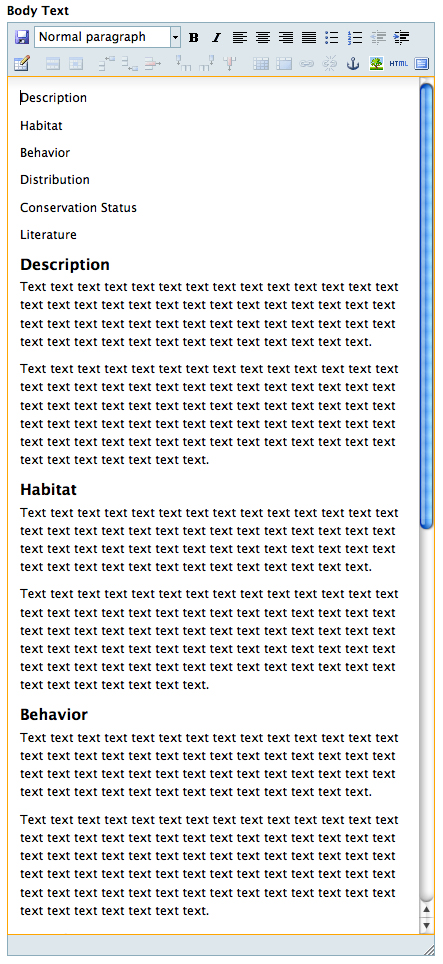 Body Text
Normal paragraph
B I
HTML
Description
Habitat
Behavior
Distribution
Conservation Status
Literature
Description
Text text text text text text text text text text text text text text
text text text text text text text text text text text text text text
text text text text text text text text text text text text text text
text text text text text text text text text text text text text.
Text text text text text text text text text text text text text text
text text text text text text text text text text text text text text
text text text text text text text text text text text text text text
text text text text text text text text text text text text text text
text text text text text text text text text text text text text text
text text text text text text text.
Habitat
Text text text text text text text text text text text text text text
text text text text text text text text text text text text text text
text text text text text text text text text text text text text text
text text text text text text text text text text text text text.
Text text text text text text text text text text text text text text
text text text text text text text text text text text text text text
text text text text text text text text text text text text text text
text text text text text text text text text text text text text text
text text text text text text text text text text text text text text
text text text text text text text.
Behavior
Text text text text text text text text text text text text text text
text text text text text text text text text text text text text text
text text text text text text text text text text text text text text
text text text text text text text text text text text text text.
Text text text text text text text text text text text text text text
text text text text text text text text text text text text text text
text text text text text text text text text text text text text text
text text text text text text text text text text text text text text
text text text text text text text text text text text text text text
text text text text text text text.